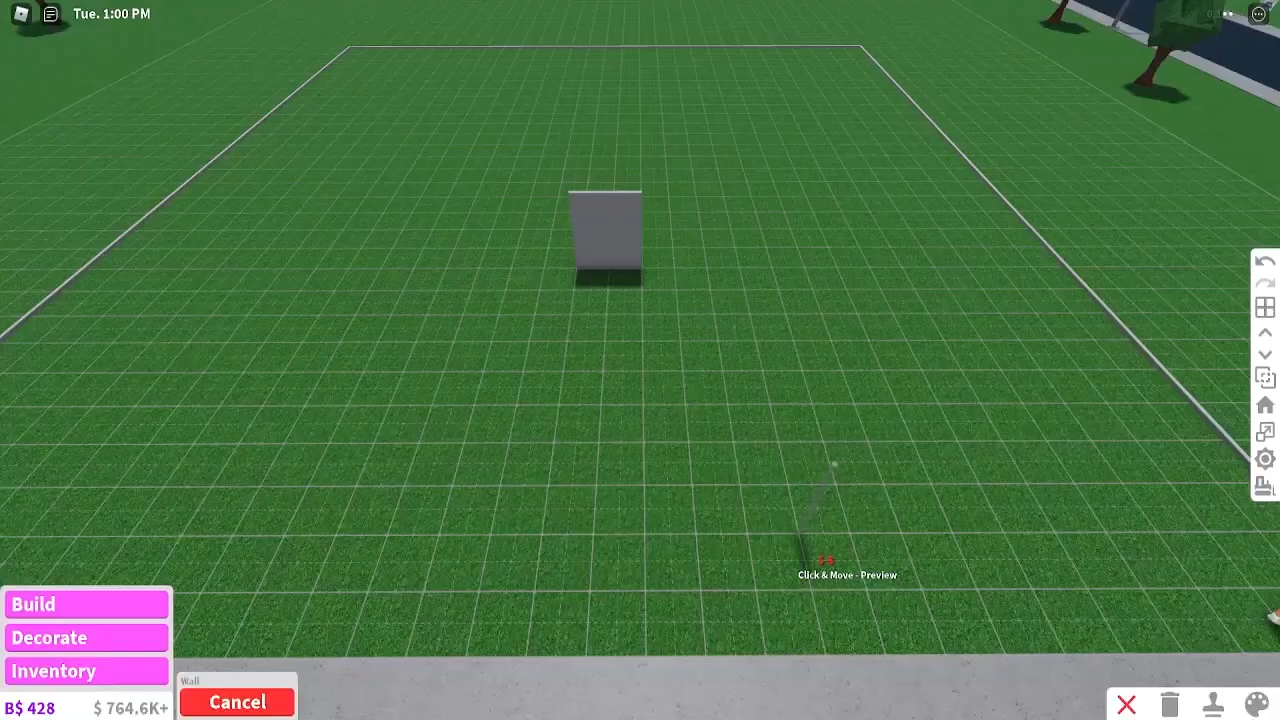 Tue. 1:00 PM
Click & Move - Preview
Build
Decorate
Inventory
B$ 428 $ 764.6K+
Wall
Cancel